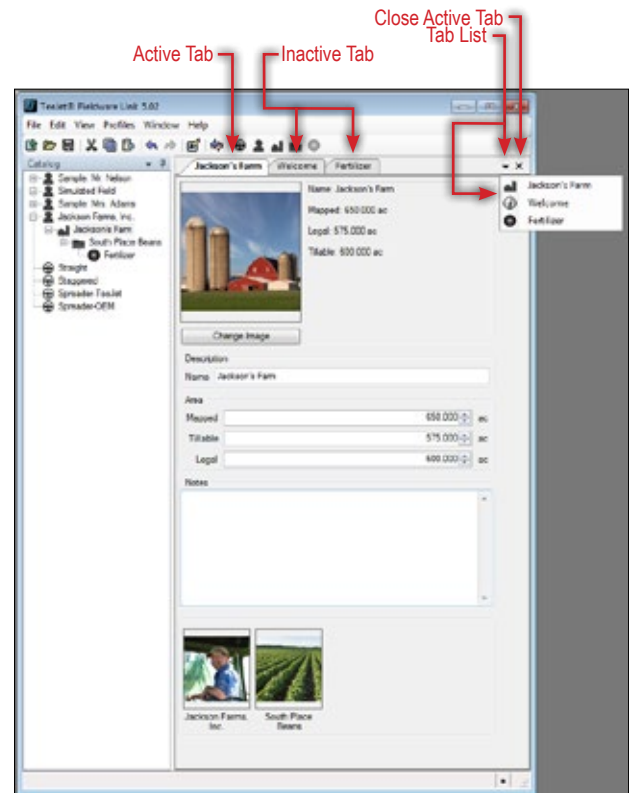 Close Active Tab
Tab List
Active Tab
Inactive Tab
TeeJet® Fieldware Link 5.02
File Edit View Profiles Window Help
Catalog
Jackson's Farm
Welcome
Fertilizer
Sample: Mr. Nelson
Simulated Field
Sample: Mrs. Adams
Jackson Farms, Inc.
Jackson's Farm
South Place Beans
Fertilizer
Straight
Staggered
Spreader-TeeJet
Spreader-OEM
Name: Jackson's Farm
Mapped: 650.000 ac
Legal: 575.000 ac
Tillable: 600.000 ac
Jackson's Farm
Welcome
Fertilizer
Change Image
Description
Name Jackson's Farm
Area
Mapped 650.000 ac
Tillable 575.000 ac
Legal 600.000 ac
Notes
Jackson Farms,
Inc.
South Place
Beans